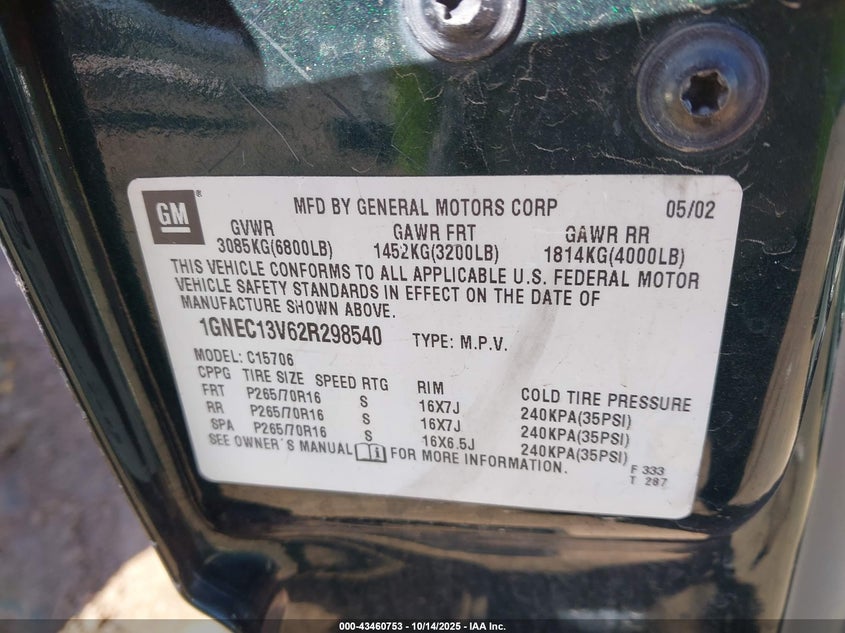 GM ®
MFD BY GENERAL MOTORS CORP 05/02
GVWR GAWR FRT GAWR RR
3085KG(6800LB) 1452KG(3200LB) 1814KG(4000LB)
THIS VEHICLE CONFORMS TO ALL APPLICABLE U.S. FEDERAL MOTOR
VEHICLE SAFETY STANDARDS IN EFFECT ON THE DATE OF
MANUFACTURE SHOWN ABOVE.
1GNEC13V62R298540 TYPE: M.P.V.
MODEL: C15706
CPPG TIRE SIZE SPEED RTG RIM COLD TIRE PRESSURE
FRT P265/70R16 S 16X7J 240KPA(35PSI)
RR P265/70R16 S 16X7J 240KPA(35PSI)
SPA P265/70R16 S 16X6.5J 240KPA(35PSI)
SEE OWNER'S MANUAL FOR MORE INFORMATION.
F 333
T 287
000-43460753 | 10/14/2025 - IAA Inc.